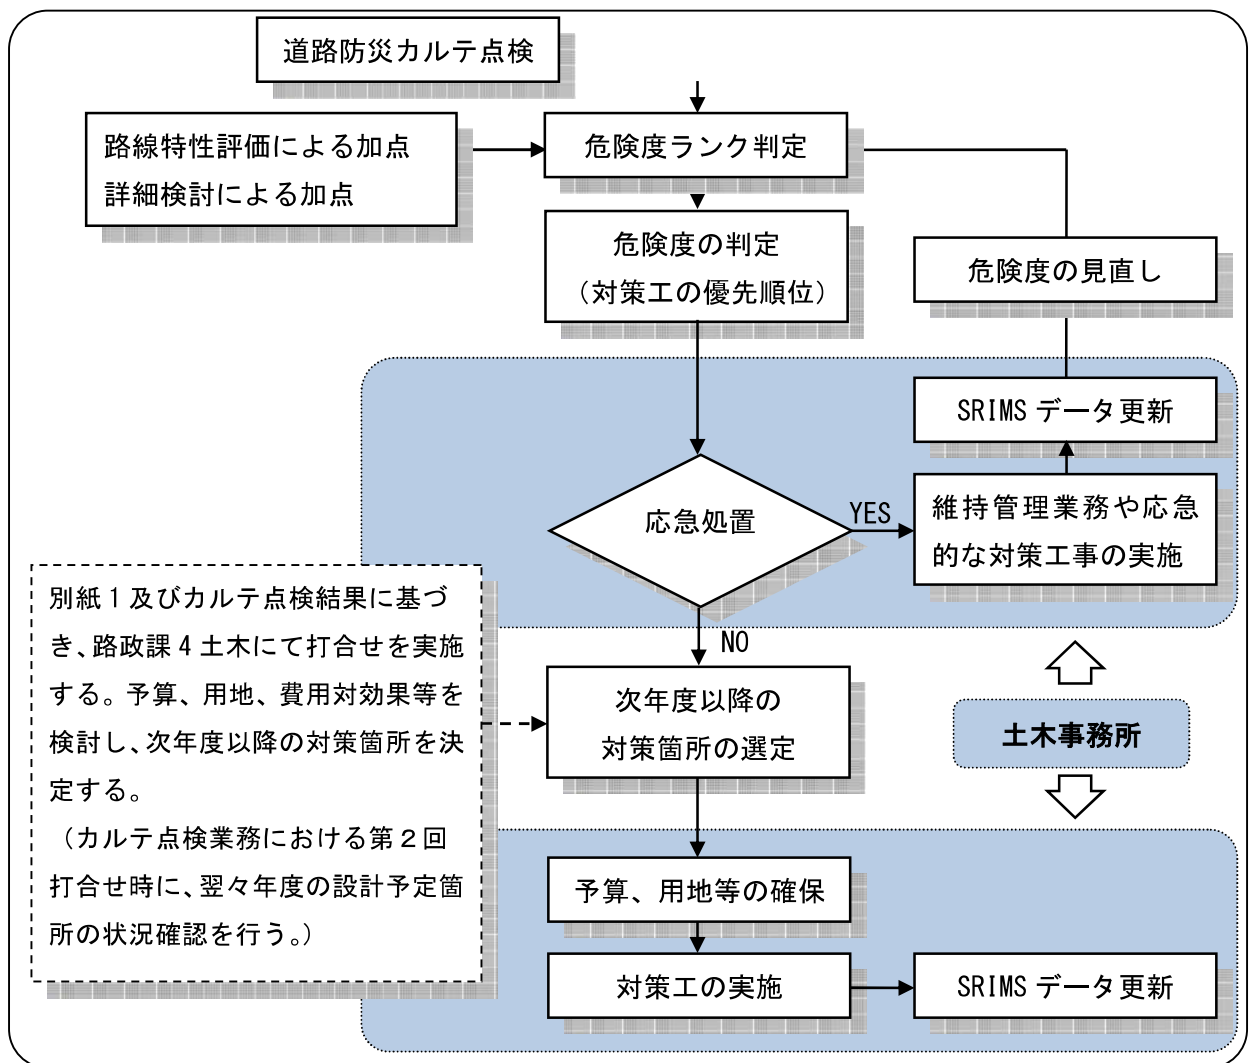 道路防災カルテ点検
路線特性評価による加点
詳細検討による加点
危険度ランク判定
危険度の判定
（対策工の優先順位）
危険度の見直し
SRIMS データ更新
応急処置
YES
維持管理業務や応急
的な対策工事の実施
NO
別紙１及びカルテ点検結果に基づ
き、路政課４土木にて打合せを実施
する。予算、用地、費用対効果等を
検討し、次年度以降の対策箇所を決
定する。
（カルテ点検業務における第２回
打合せ時に、翌々年度の設計予定箇
所の状況確認を行う。）
次年度以降の
対策箇所の選定
土木事務所
予算、用地等の確保
対策工の実施
SRIMS データ更新